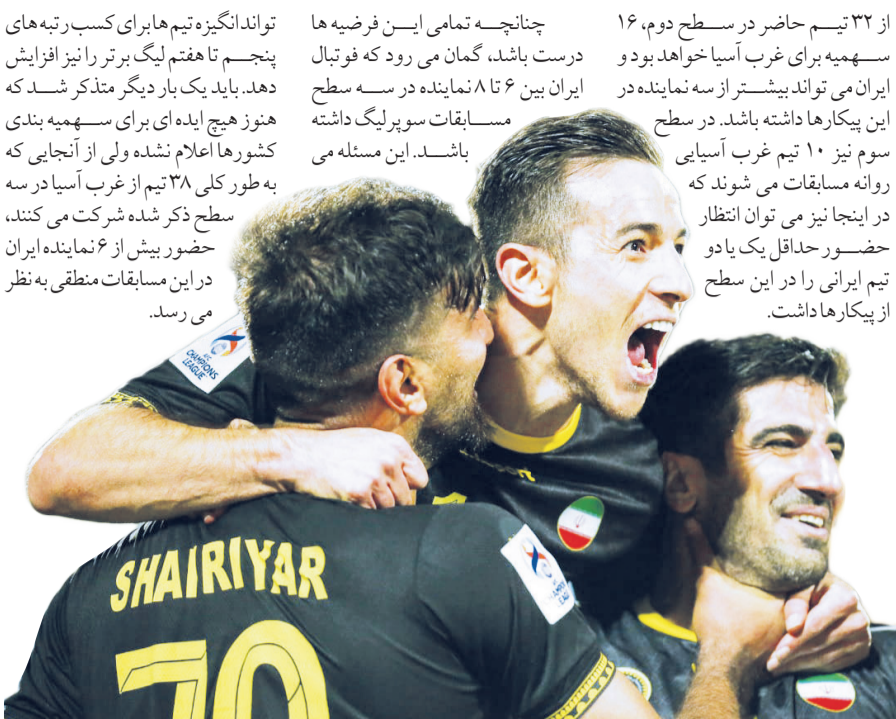 از ۳۲ تیم حاضر در سطح دوم، ۱۶
سهمیه برای غرب آسیا خواهد بود و
ایران می تواند بیشتر از سه نماینده در
این پیکارها داشته باشد. در سطح
سوم نیز ۱۰ تیم غرب آسیایی
روانه مسابقات می شوند که
در اینجا نیز می توان انتظار
حضور حداقل یک یا دو
تیم ایرانی را در این سطح
از پیکارها داشت.
چنانچه تمامی این فرضیه ها
درست باشد، گمان می رود که فوتبال
ایران بین ۶ تا ۸ نماینده در سه سطح
مسابقات سوپرلیگ داشته
باشد. این مسئله می
تواند انگیزه تیم ها برای کسب رتبه های
پنجم تا هفتم لیگ برتر را نیز افزایش
دهد. باید یک بار دیگر متذکر شد که
هنوز هیچ ایده ای برای سهمیه بندی
کشورها اعلام نشده ولی از آنجایی که
به طور کلی ۳۸ تیم از غرب آسیا در سه
سطح ذکر شده شرکت می کنند،
حضور بیش از ۶ نماینده ایران
در این مسابقات منطقی به نظر
می رسد.
AFC
CHAMPIONS
LEAGUE
SHAIRIYAR
70